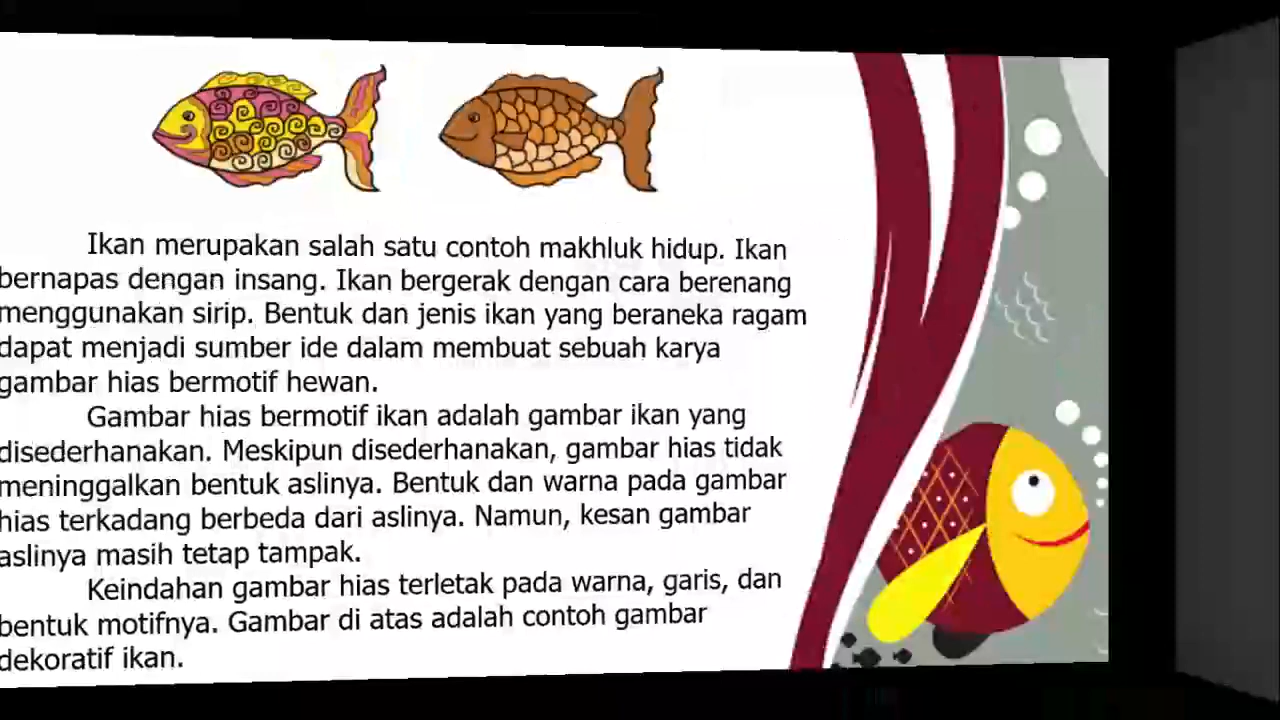 Ikan merupakan salah satu contoh makhluk hidup. Ikan
bernapas dengan insang. Ikan bergerak dengan cara berenang
menggunakan sirip. Bentuk dan jenis ikan yang beraneka ragam
dapat menjadi sumber ide dalam membuat sebuah karya
gambar hias bermotif hewan.
Gambar hias bermotif ikan adalah gambar ikan yang
disederhanakan. Meskipun disederhanakan, gambar hias tidak
meninggalkan bentuk aslinya. Bentuk dan warna pada gambar
hias terkadang berbeda dari aslinya. Namun, kesan gambar
aslinya masih tetap tampak.
Keindahan gambar hias terletak pada warna, garis, dan
bentuk motifnya. Gambar di atas adalah contoh gambar
dekoratif ikan.